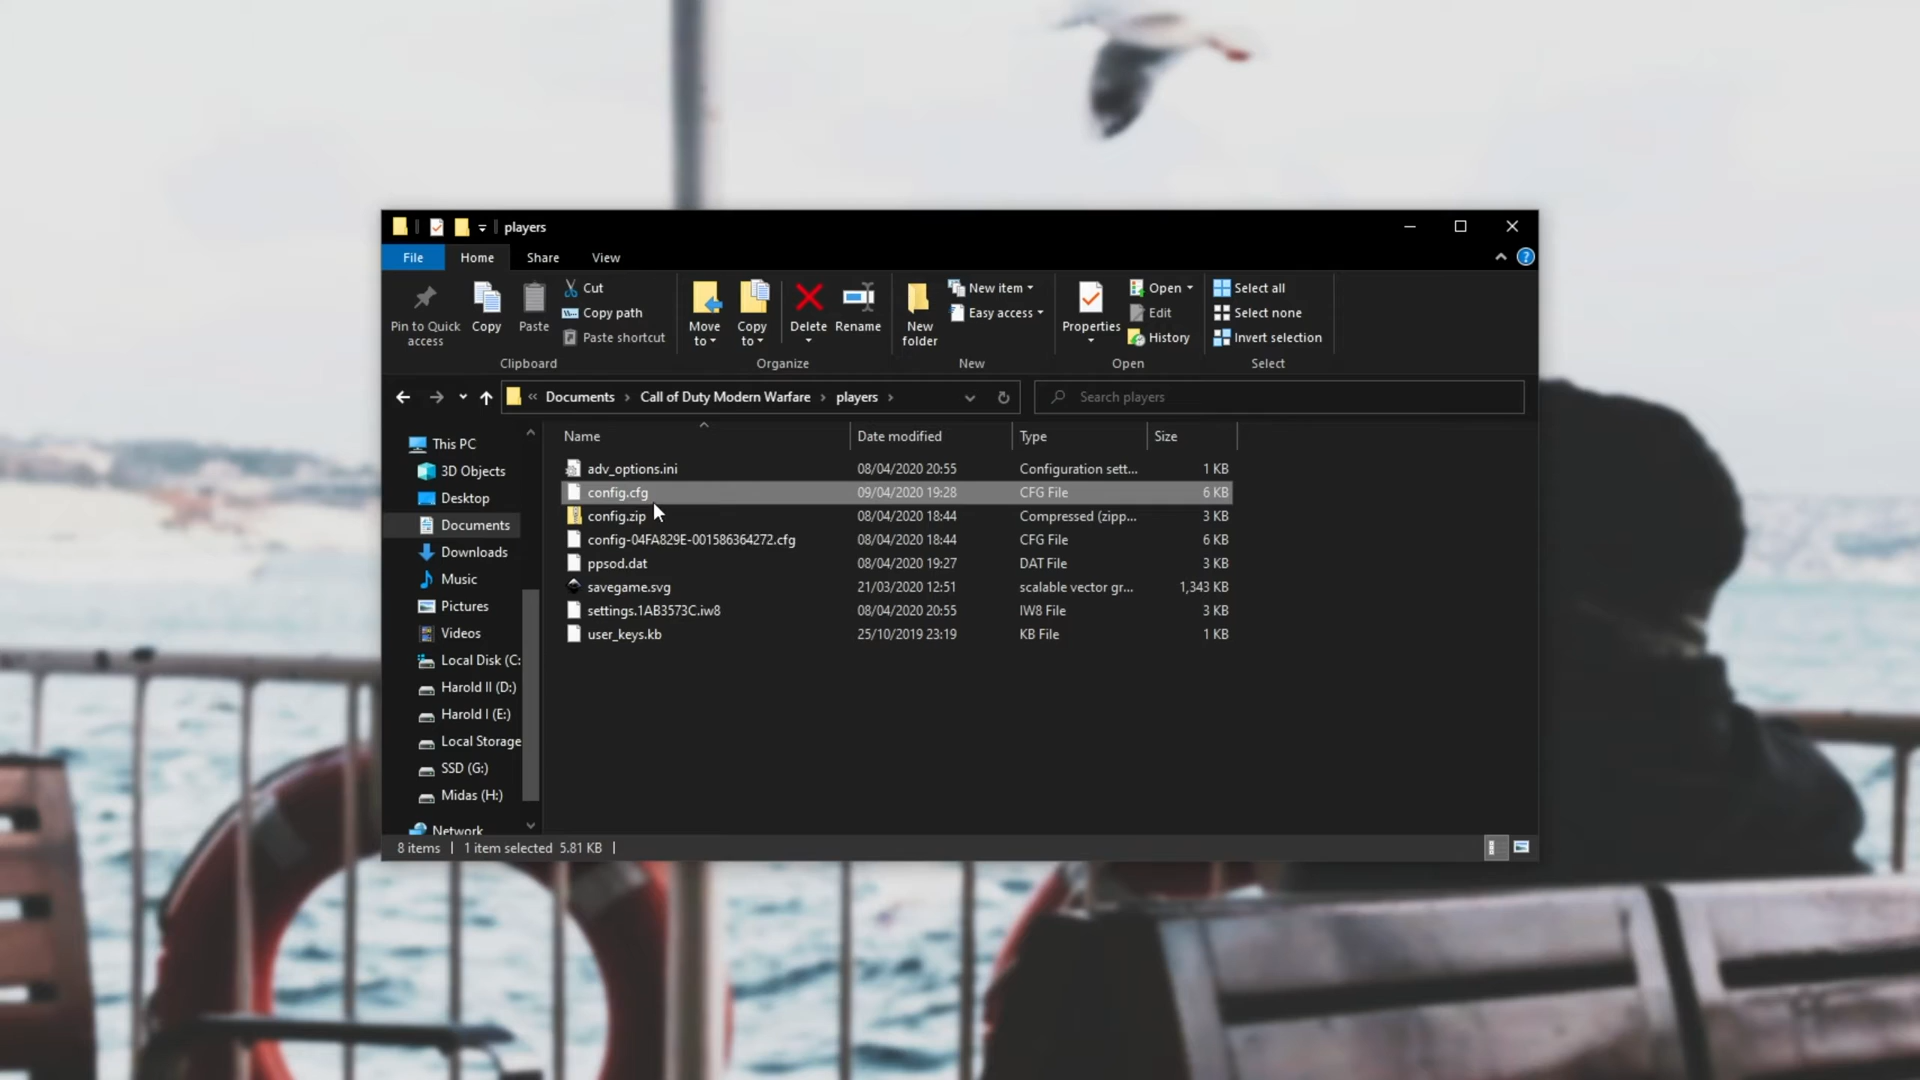 players
File Home Share View
Pin to Quick access
Copy
Paste
Cut
Copy path
Paste shortcut
Clipboard
Move to
Copy to
Delete
Rename
Organize
New folder
New item
Easy access
New
Properties
Open
Edit
History
Open
Select all
Select none
Invert selection
Select
« Documents › Call of Duty Modern Warfare › players ›
Search players
This PC
3D Objects
Desktop
Documents
Downloads
Music
Pictures
Videos
Local Disk (C:
Harold II (D:)
Harold I (E:)
Local Storage
SSD (G:)
Midas (H:)
Network
Name Date modified Type Size
adv_options.ini 08/04/2020 20:55 Configuration sett... 1 KB
config.cfg 09/04/2020 19:28 CFG File 6 KB
config.zip 08/04/2020 18:44 Compressed (zipp... 3 KB
config-04FA829E-001586364272.cfg 08/04/2020 18:44 CFG File 6 KB
ppsod.dat 08/04/2020 19:27 DAT File 3 KB
savegame.svg 21/03/2020 12:51 scalable vector gr... 1,343 KB
settings.1AB3573C.iw8 08/04/2020 20:55 IW8 File 3 KB
user_keys.kb 25/10/2019 23:19 KB File 1 KB
8 items 1 item selected 5.81 KB